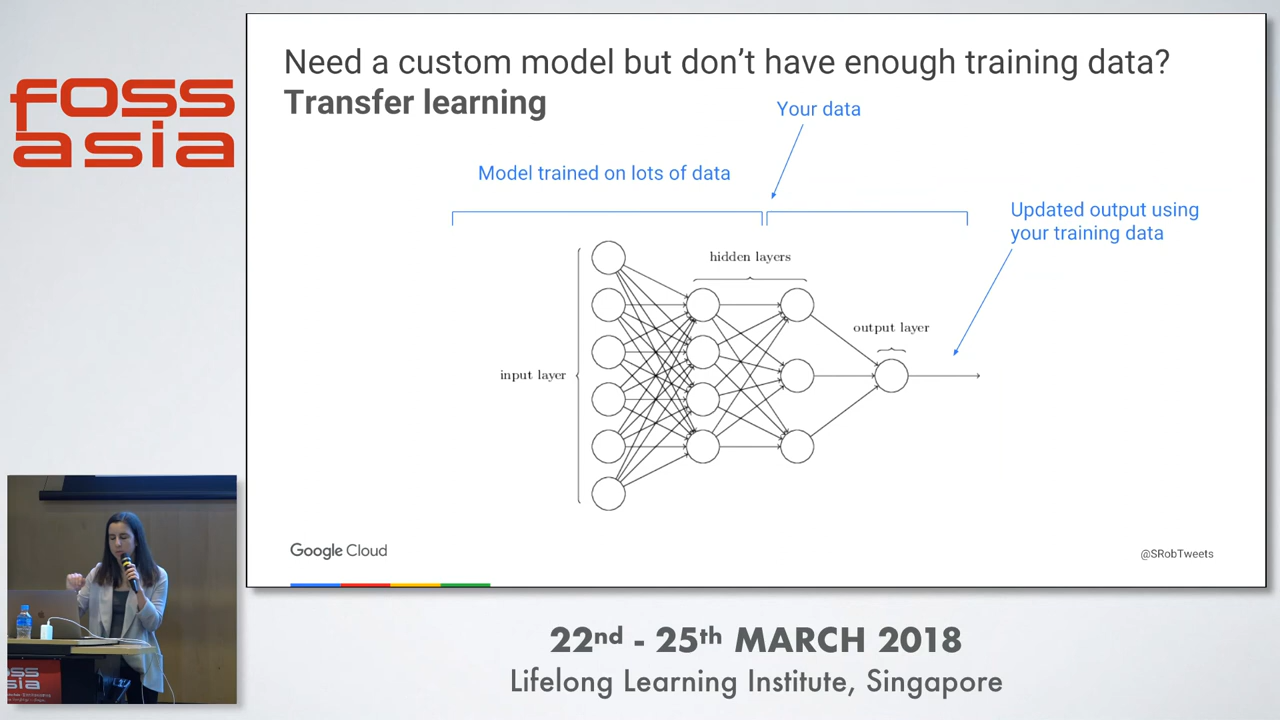 foss
asia
Need a custom model but don't have enough training data?
Transfer learning
Your data
Model trained on lots of data
Updated output using
your training data
hidden layers
output layer
input layer
Google Cloud
@SRobTweets
22nd - 25th MARCH 2018
Lifelong Learning Institute, Singapore
foss
asia